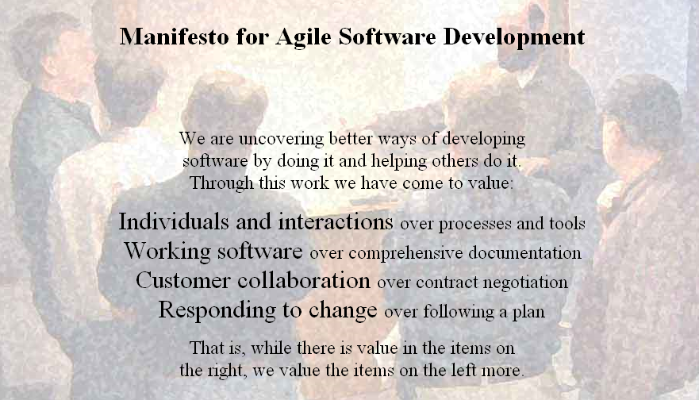 Manifesto for Agile Software Development
We are uncovering better ways of developing
software by doing it and helping others do it.
Through this work we have come to value:
Individuals and interactions over processes and tools
Working software over comprehensive documentation
Customer collaboration over contract negotiation
Responding to change over following a plan
That is, while there is value in the items on
the right, we value the items on the left more.